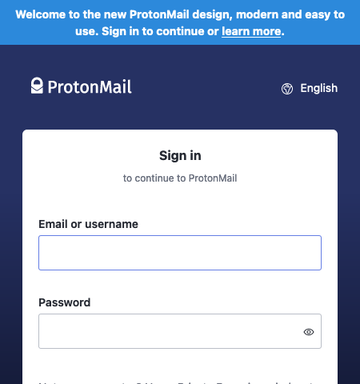 Welcome to the new ProtonMail design, modern and easy to
use. Sign in to continue or learn more.
ProtonMail
English
Sign in
to continue to ProtonMail
Email or username
Password